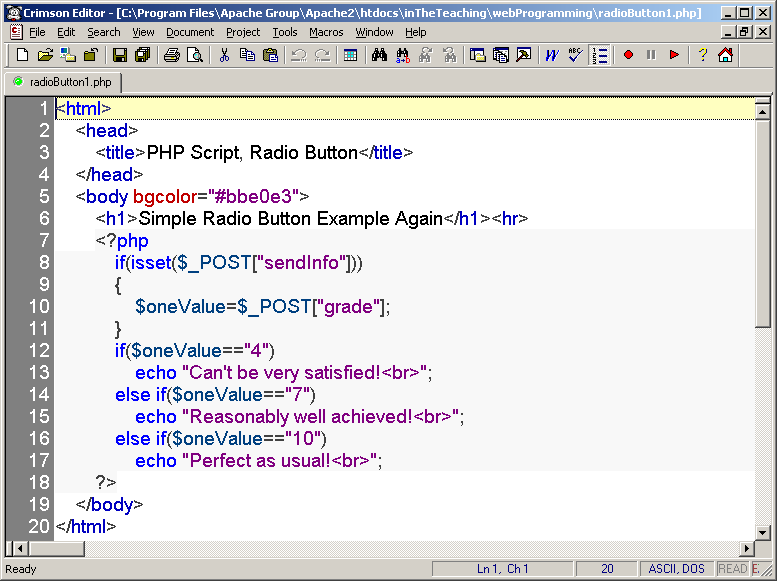 Crimson Editor - [C:\Program Files\Apache Group\Apache2\htdocs\inTheTeaching\webProgramming\radioButton1.php]
File Edit Search View Document Project Tools Macros Window Help
radioButton1.php
1 <html>
2 <head>
3 <title>PHP Script, Radio Button</title>
4 </head>
5 <body bgcolor="#bbe0e3">
6 <h1>Simple Radio Button Example Again</h1><hr>
7 <?php
8 if(isset($_POST["sendInfo"]))
9 {
10 $oneValue=$_POST["grade"];
11 }
12 if($oneValue=="4")
13 echo "Can't be very satisfied!<br>";
14 else if($oneValue=="7")
15 echo "Reasonably well achieved!<br>";
16 else if($oneValue=="10")
17 echo "Perfect as usual!<br>";
18 ?>
19 </body>
20 </html>
Ready Ln 1, Ch 1 20 ASCII, DOS READ